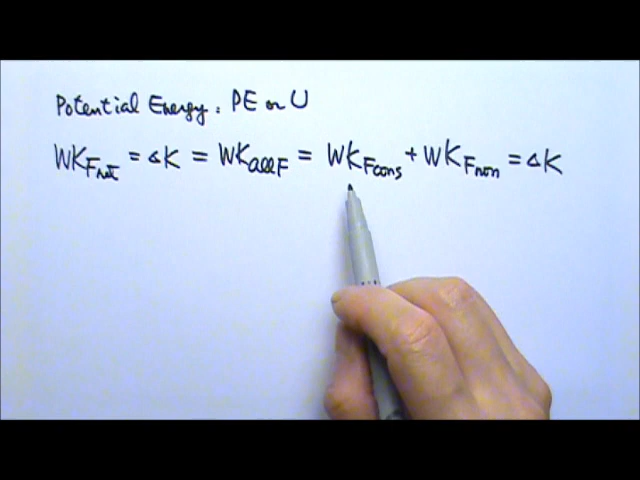 Potential Energy: PE or U
WK_Fnet = ΔK = WK_allF = WK_Fcons + WK_Fnon = ΔK